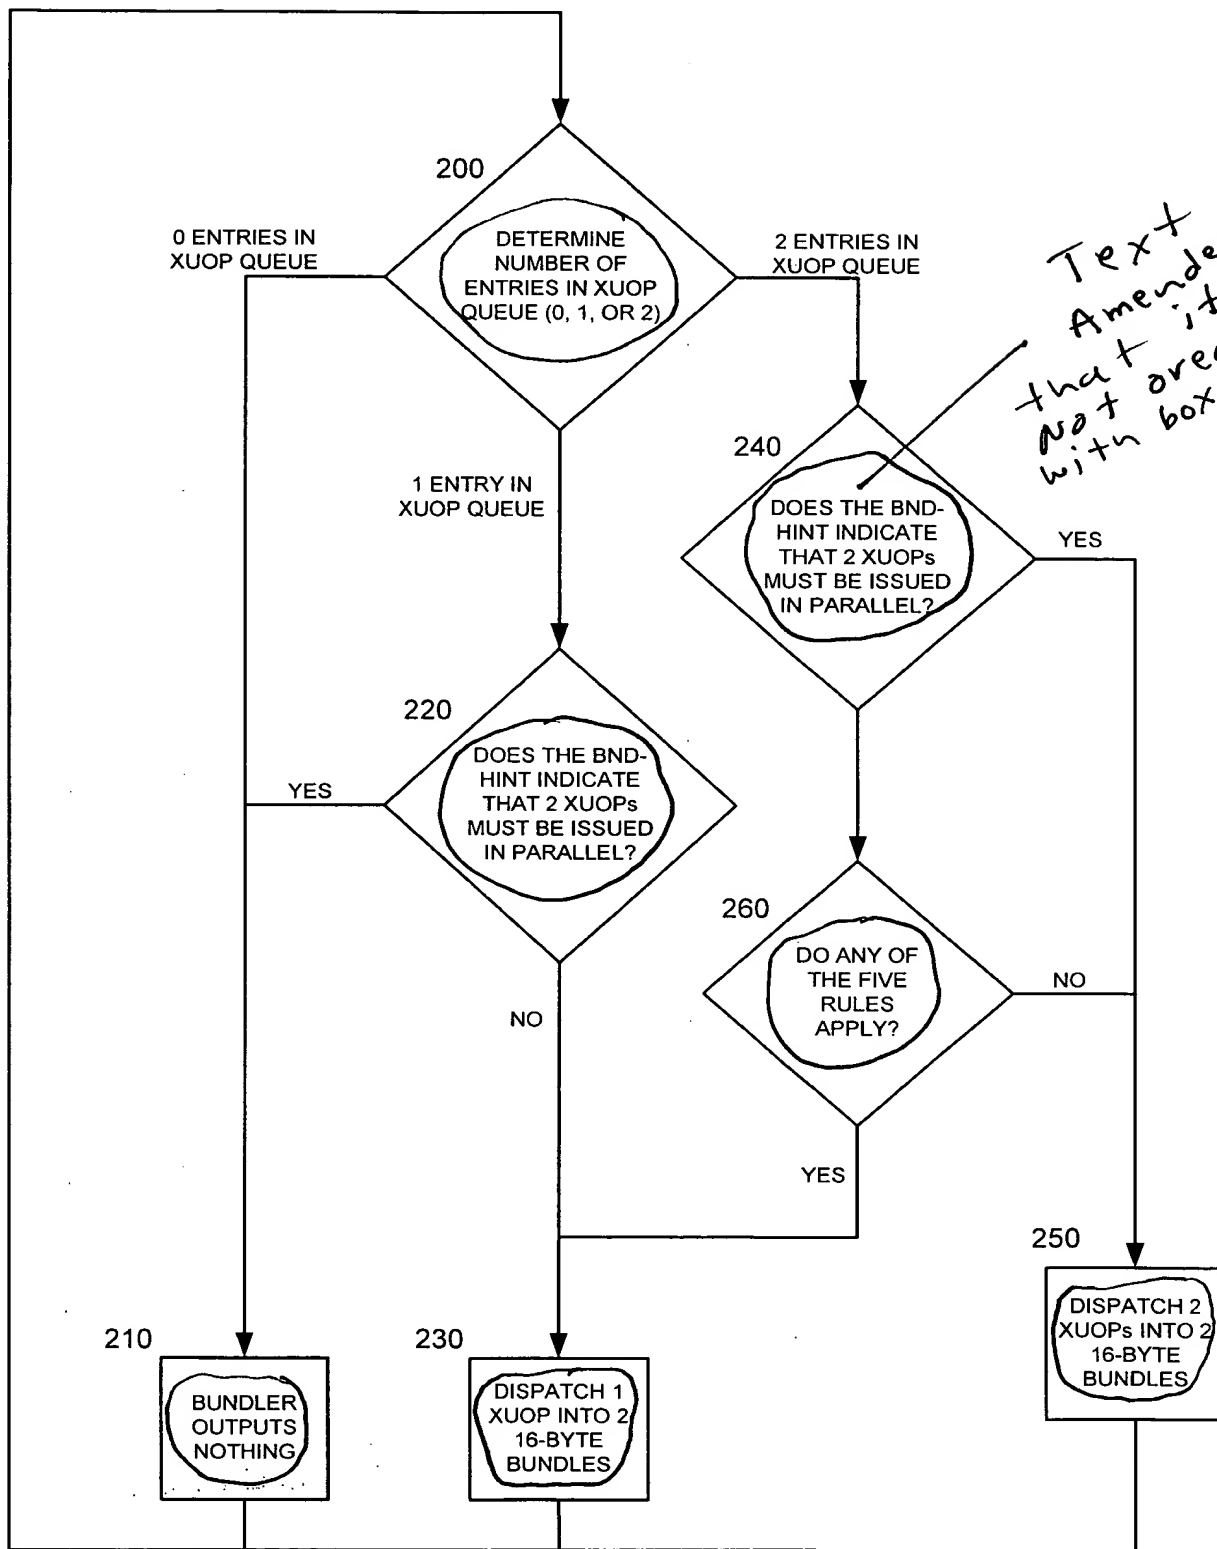 200
0 ENTRIES IN
XUOP QUEUE
DETERMINE
NUMBER OF
ENTRIES IN XUOP
QUEUE (0, 1, OR 2)
2 ENTRIES IN
XUOP QUEUE
Text
that it
not
with box
1 ENTRY IN
XUOP QUEUE
240
DOES THE BND-
HINT INDICATE
THAT 2 XUOPs
MUST BE ISSUED
IN PARALLEL?
YES
220
DOES THE BND-
HINT INDICATE
THAT 2 XUOPs
MUST BE ISSUED
IN PARALLEL?
YES
260
DO ANY OF
THE FIVE
RULES
APPLY?
NO
NO
YES
250
DISPATCH 2
XUOPs INTO 2
16-BYTE
BUNDLES
210
BUNDLER
OUTPUTS
NOTHING
230
DISPATCH 1
XUOP INTO 2
16-BYTE
BUNDLES